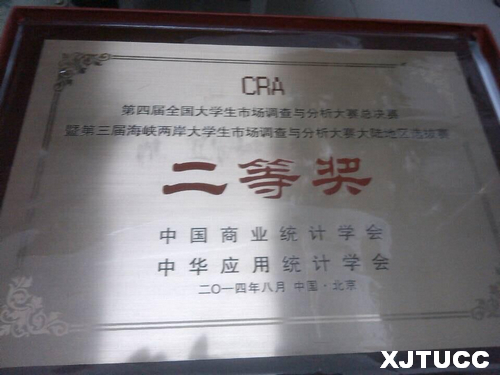 CRA
第四届全国大学生市场调查与分析大赛总决赛
暨第三届海峡两岸大学生市场调查与分析大赛大陆地区选拔赛
二等奖
中国商业统计学会
中华应用统计学会
二〇一四年八月 中国·北京
XJTUCC